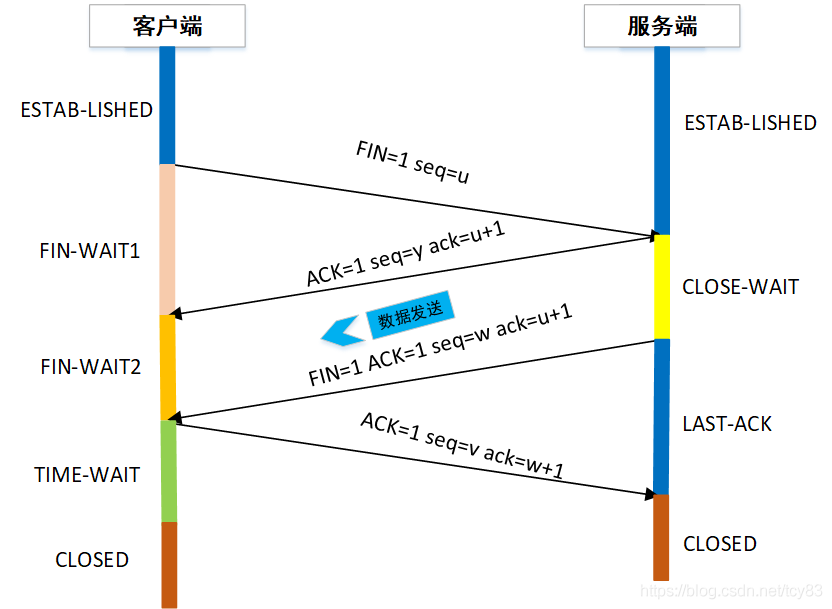 客户端
服务端
ESTAB-LISHED
ESTAB-LISHED
FIN=1 seq=u
FIN-WAIT1
ACK=1 seq=y ack=u+1
CLOSE-WAIT
数据发送
FIN=1 ACK=1 seq=w ack=u+1
FIN-WAIT2
ACK=1 seq=v ack=w+1
LAST-ACK
TIME-WAIT
CLOSED
CLOSED
https://blog.csdn.net/tcy83